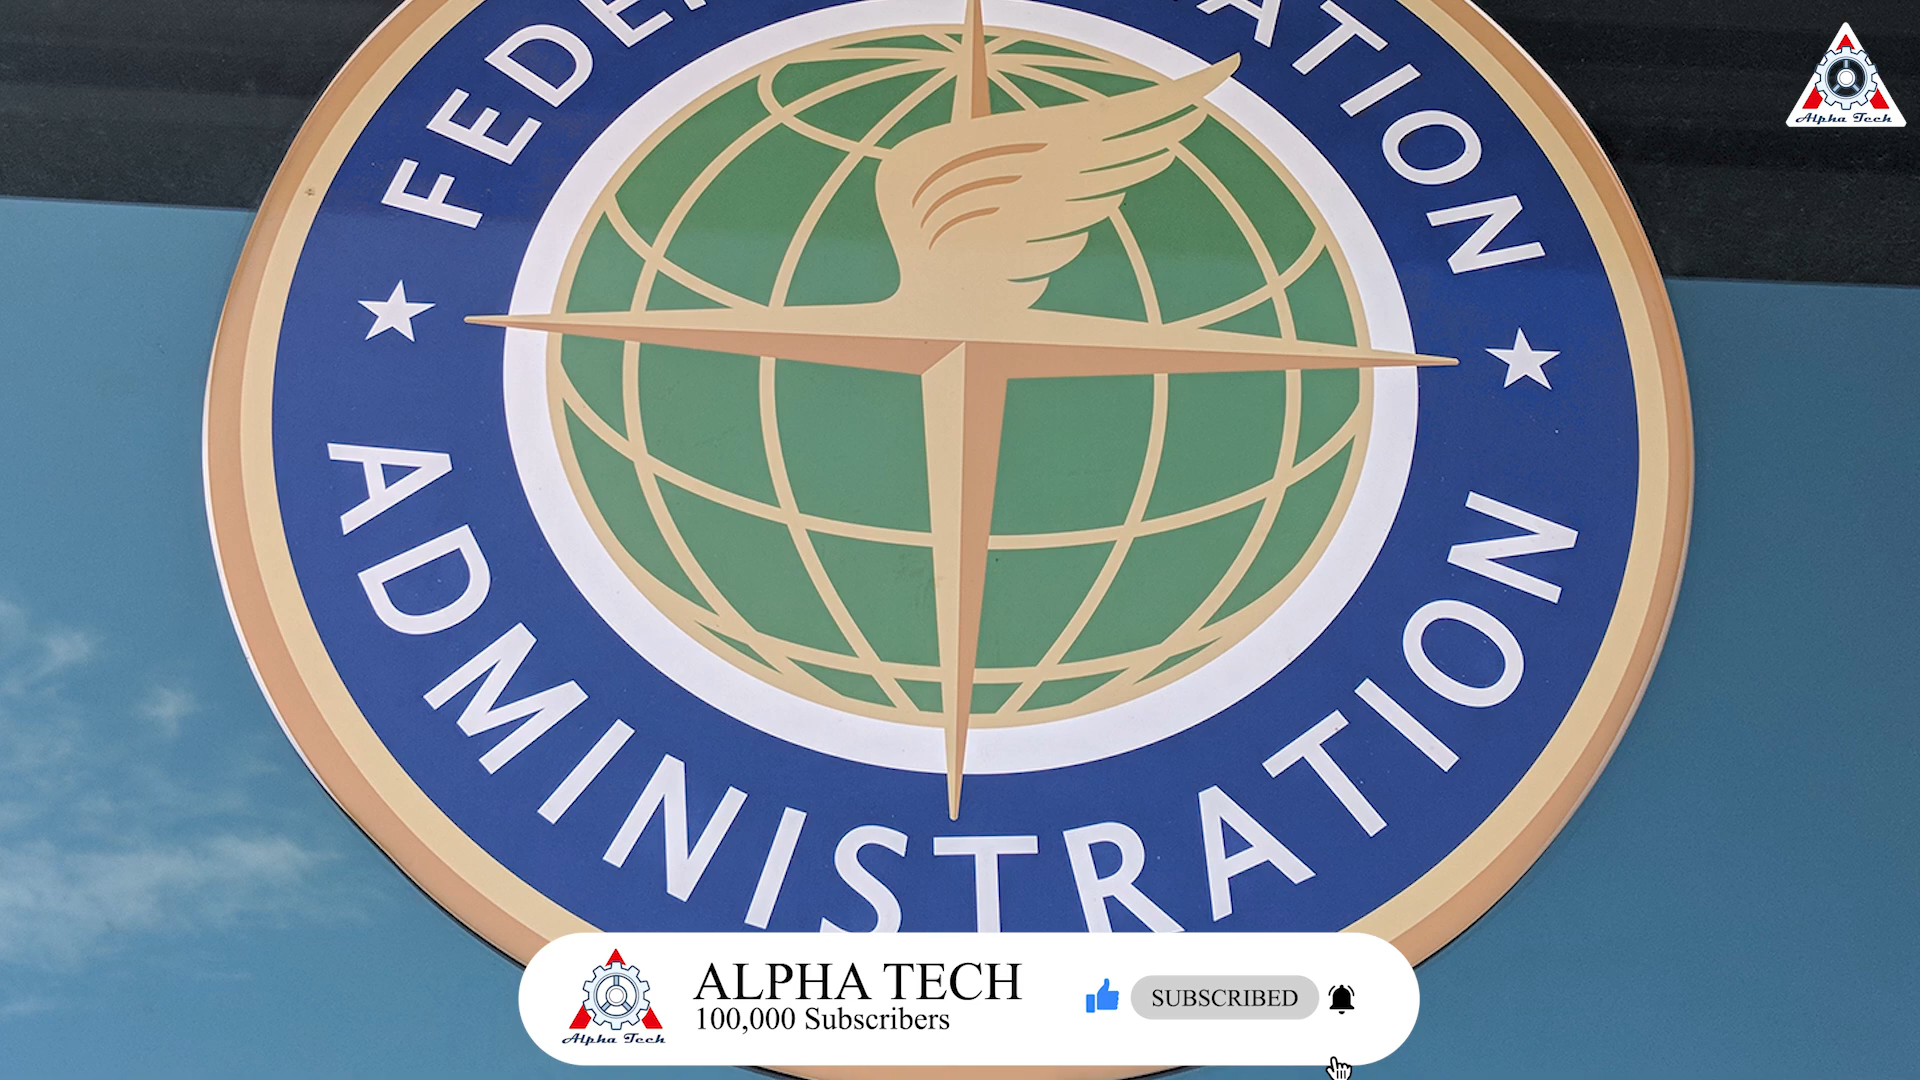 FEDE
ATION
ADMINISTRATION
Alpha Tech
ALPHA TECH
100,000 Subscribers
SUBSCRIBED
Alpha Tech